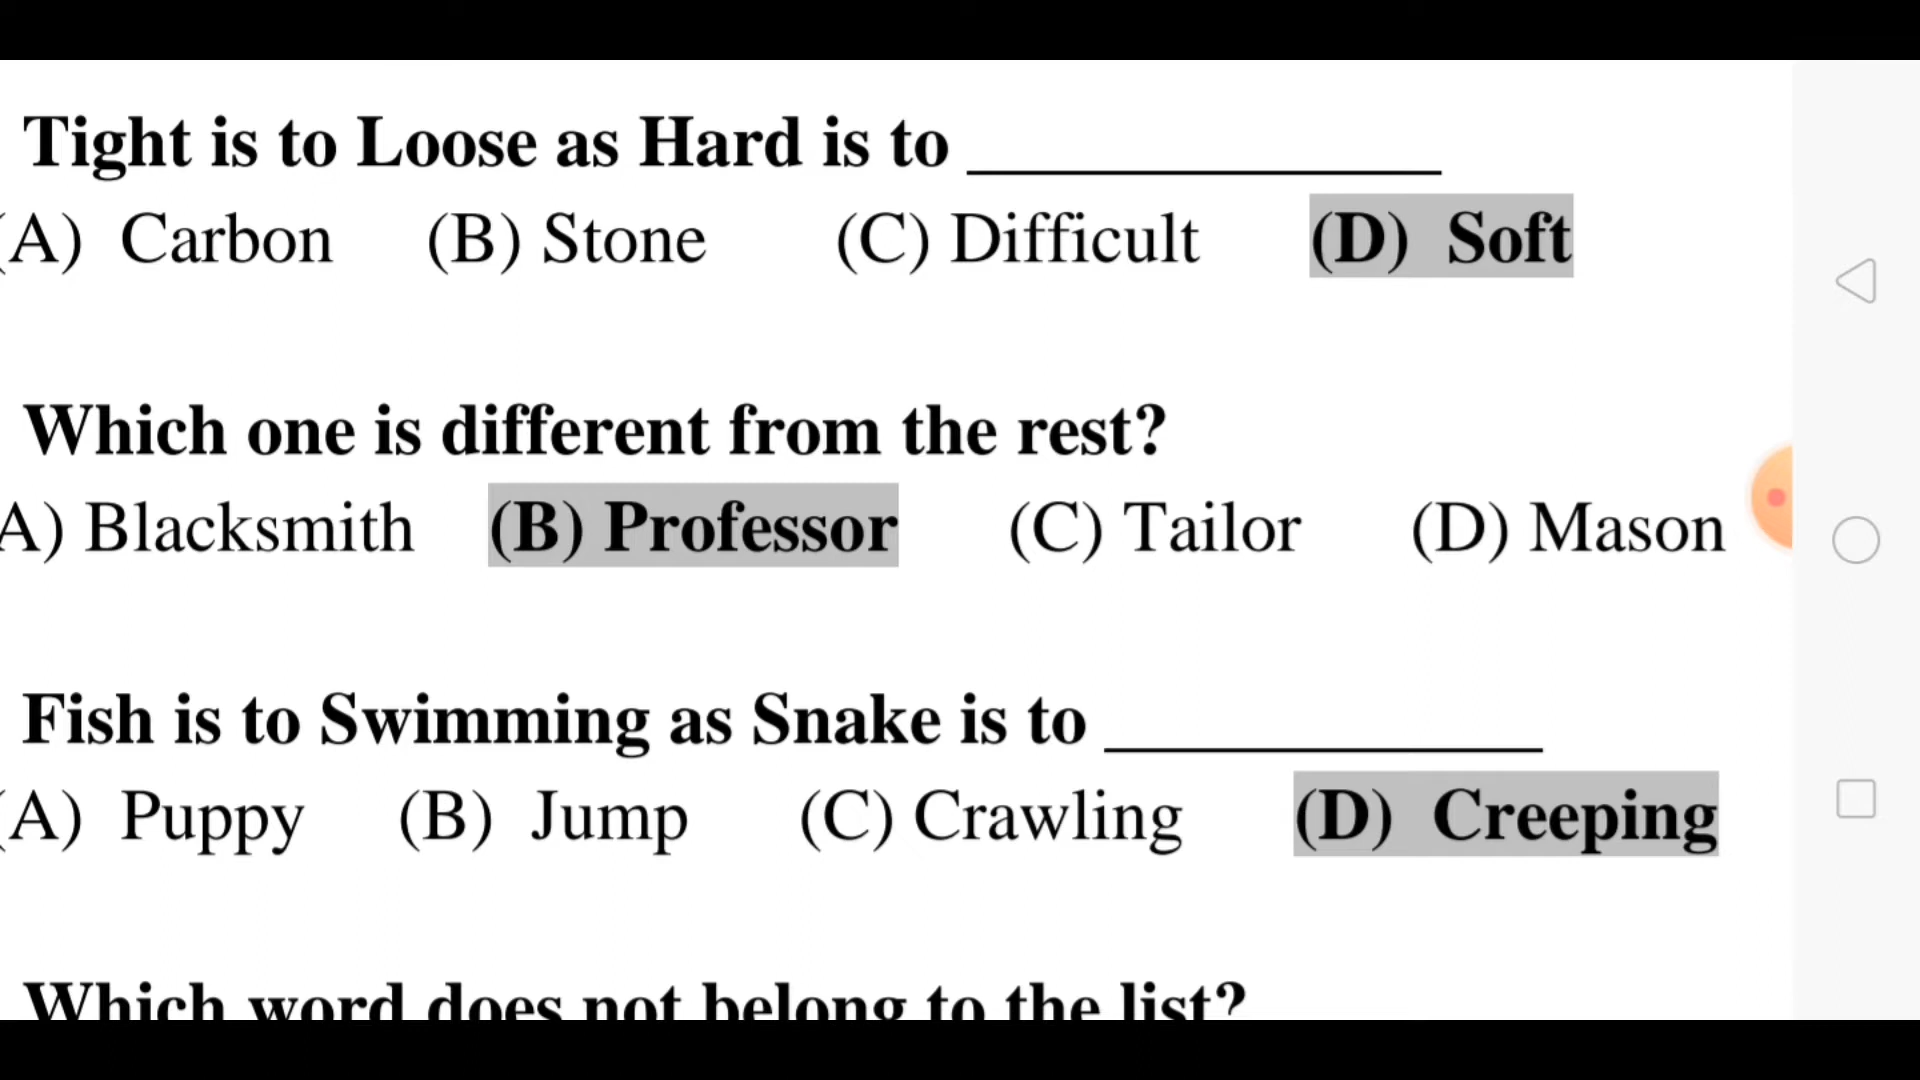 Tight is to Loose as Hard is to ______________
(A) Carbon (B) Stone (C) Difficult (D) Soft
Which one is different from the rest?
A) Blacksmith (B) Professor (C) Tailor (D) Mason
Fish is to Swimming as Snake is to _____________
(A) Puppy (B) Jump (C) Crawling (D) Creeping
Which word does not belong to the list?